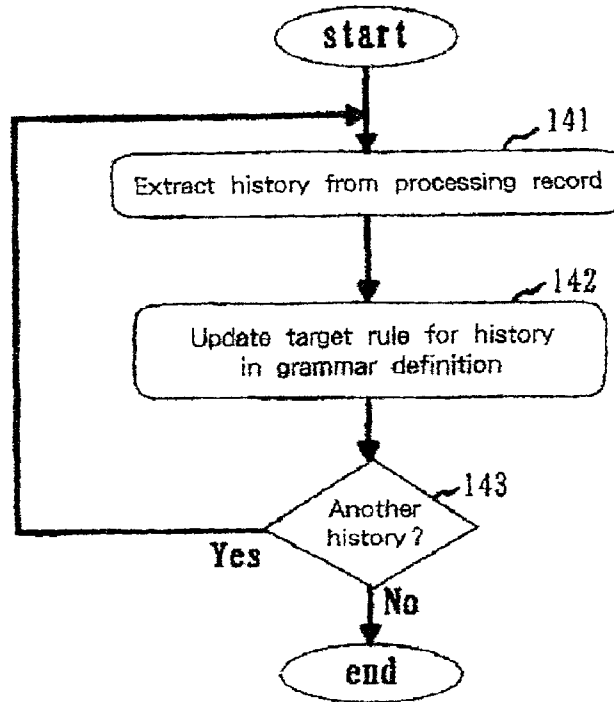 start
141
Extract history from processing record
142
Update target rule for history
in grammar definition
143
Another
history?
Yes
No
end